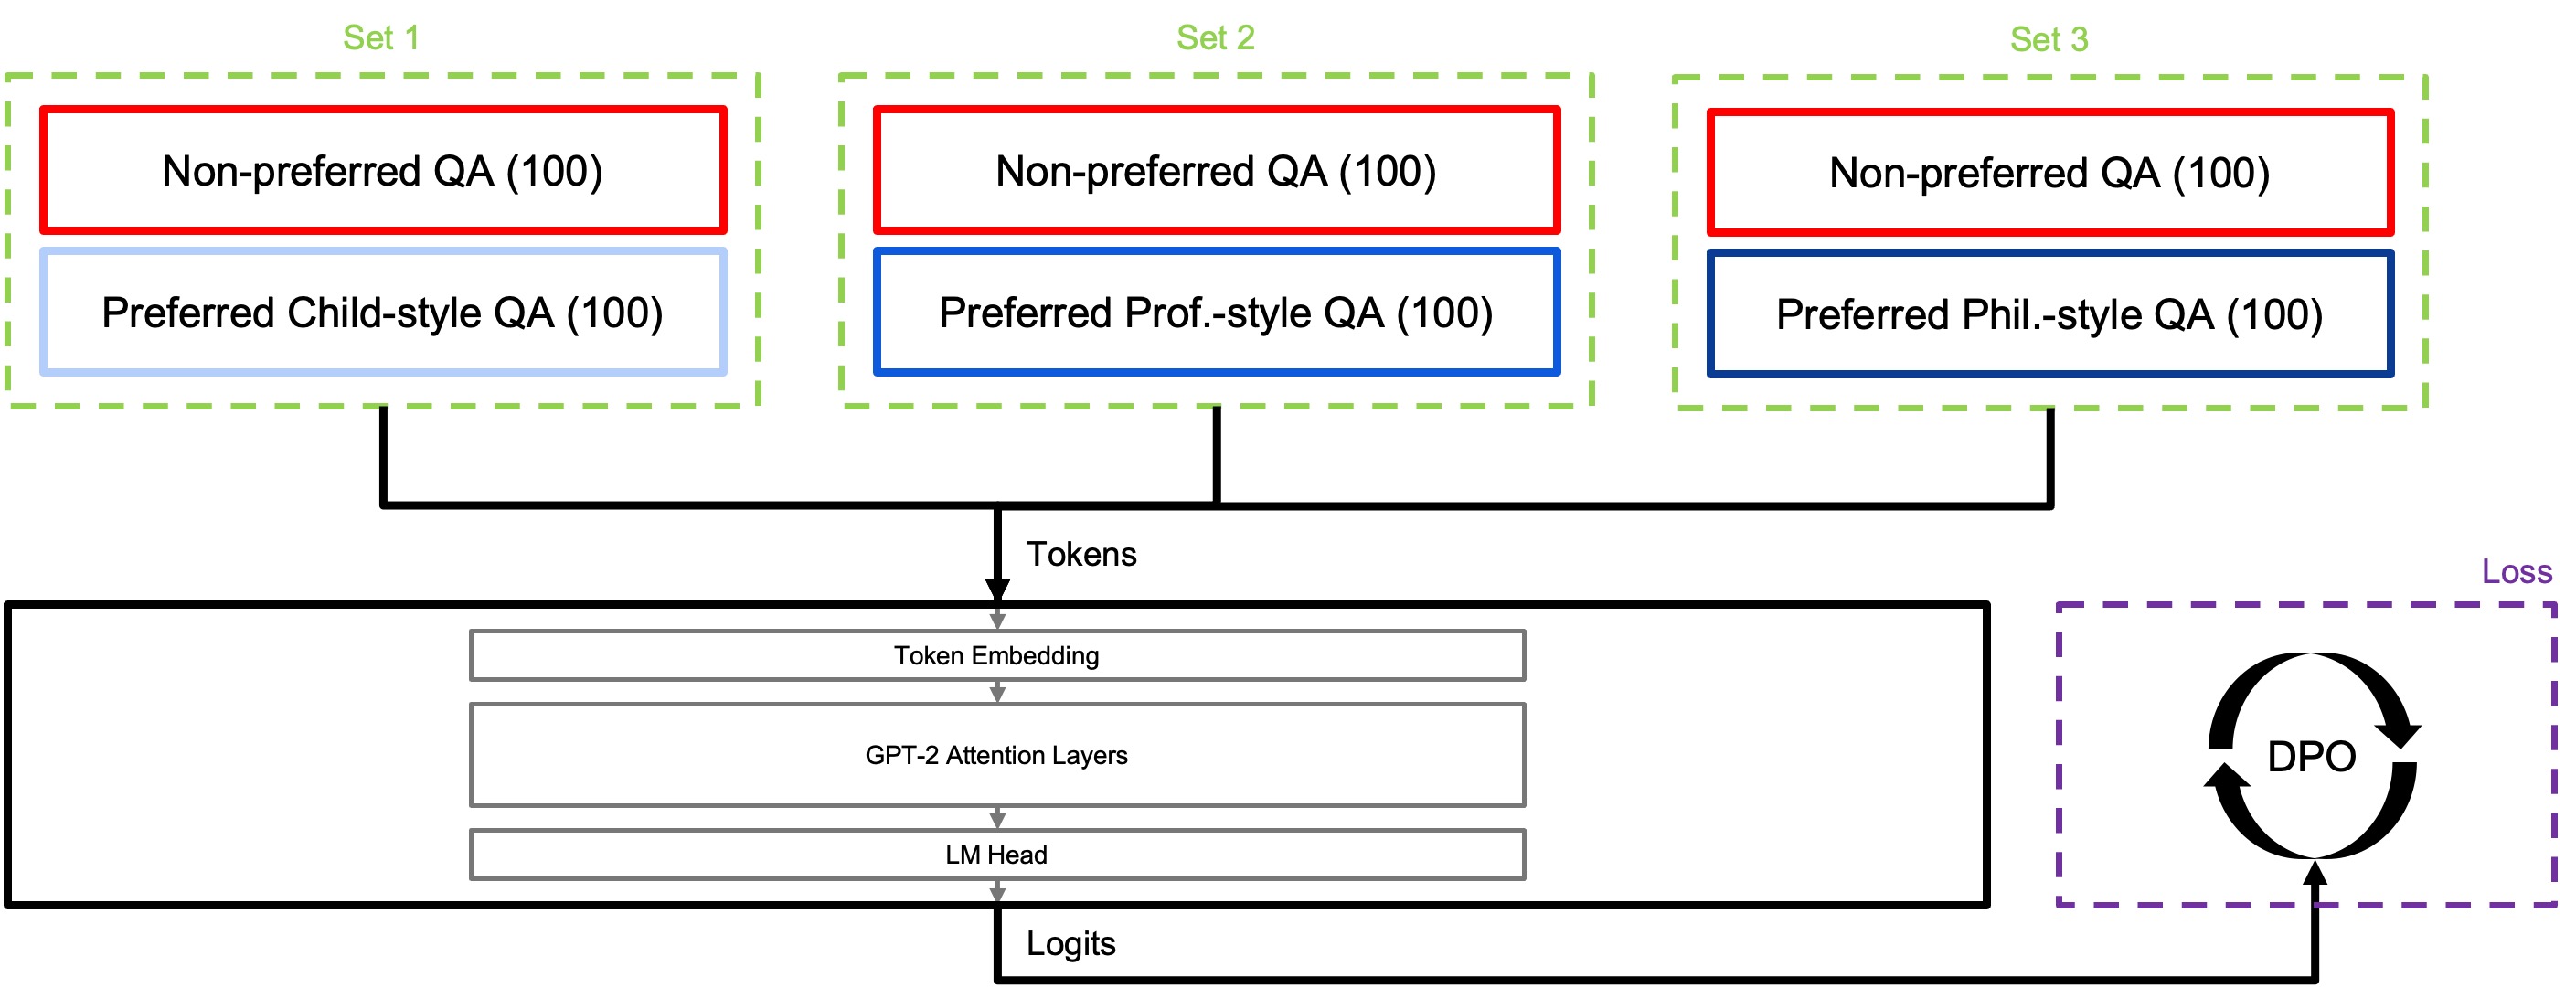 Set 1
Set 2
Set 3
Non-preferred QA (100)
Non-preferred QA (100)
Non-preferred QA (100)
Preferred Child-style QA (100)
Preferred Prof.-style QA (100)
Preferred Phil.-style QA (100)
Tokens
Loss
Token Embedding
GPT-2 Attention Layers
DPO
LM Head
Logits